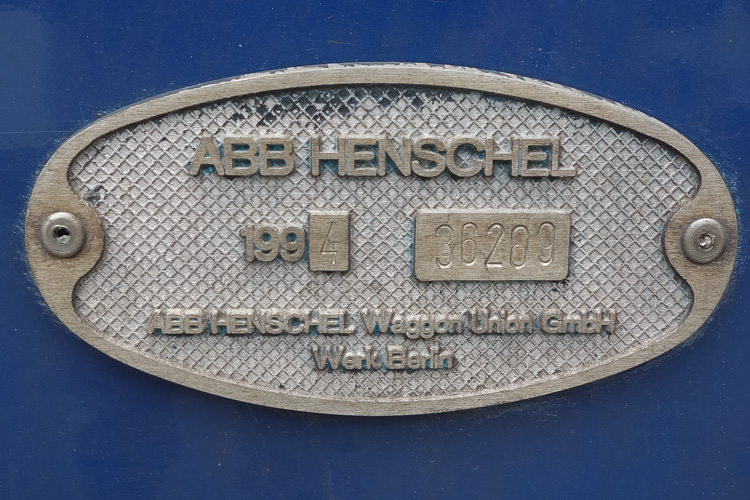 ABB HENSCHEL
1994 36289
ABB HENSCHEL Waggon Union GmbH
Werk Berlin